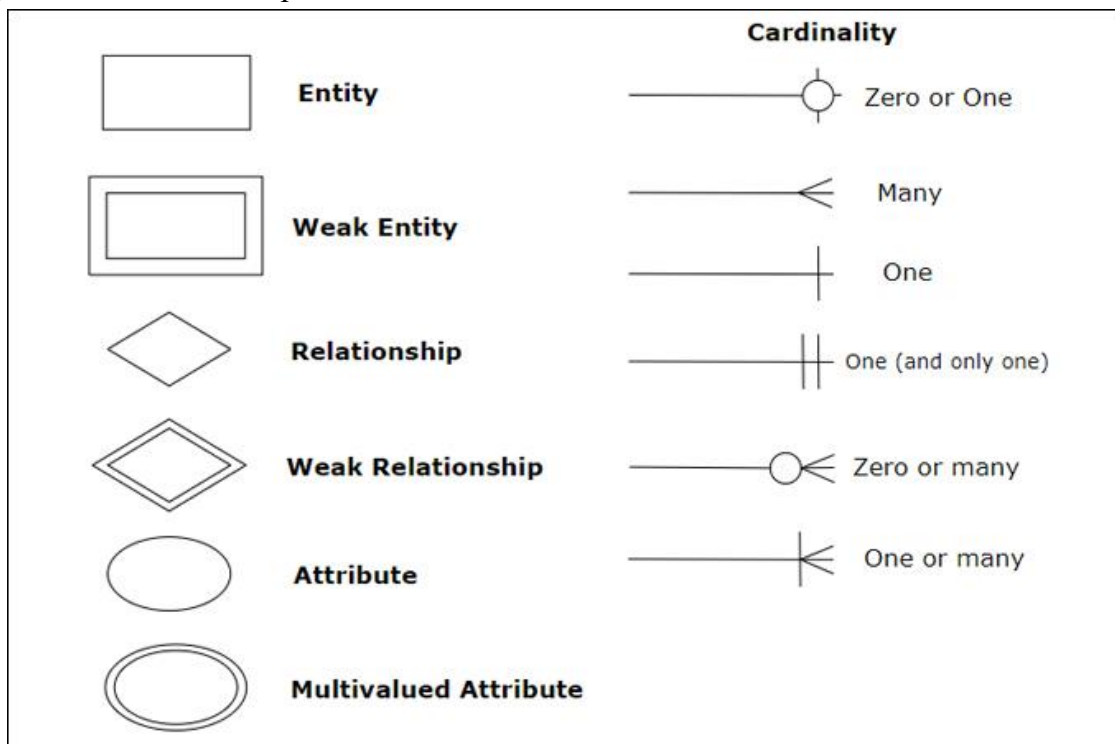 Cardinality
Entity
Zero or One
Many
Weak Entity
One
Relationship
One (and only one)
Weak Relationship
Zero or many
One or many
Attribute
Multivalued Attribute